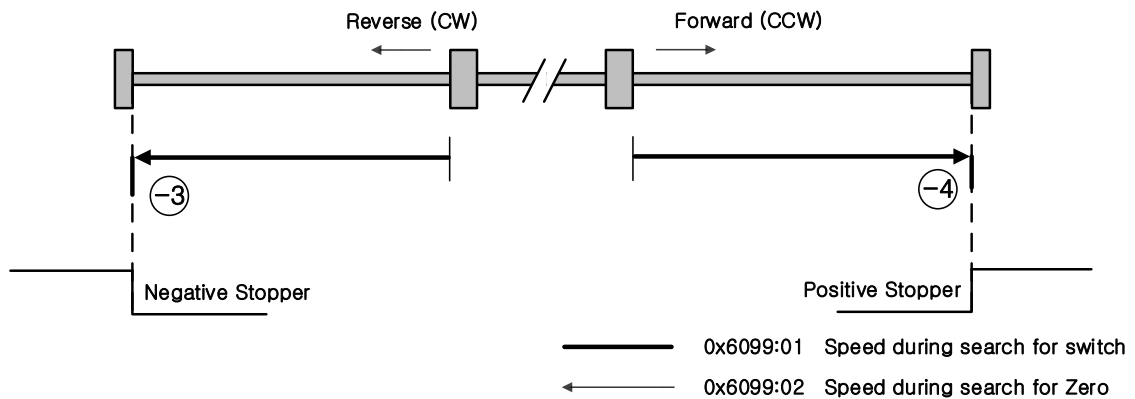 Reverse (CW)
Forward (CCW)
-3
-4
Negative Stopper
Positive Stopper
0x6099:01 Speed during search for switch
0x6099:02 Speed during search for Zero